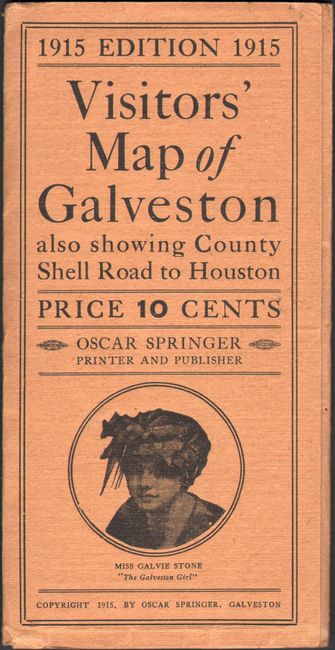 1915 EDITION 1915
Visitors'
Map of
Galveston
also showing County
Shell Road to Houston
PRICE 10 CENTS
OSCAR SPRINGER
PRINTER AND PUBLISHER
MISS GALVIE STONE
"The Galveston Girl"
COPYRIGHT 1915, BY OSCAR SPRINGER, GALVESTON